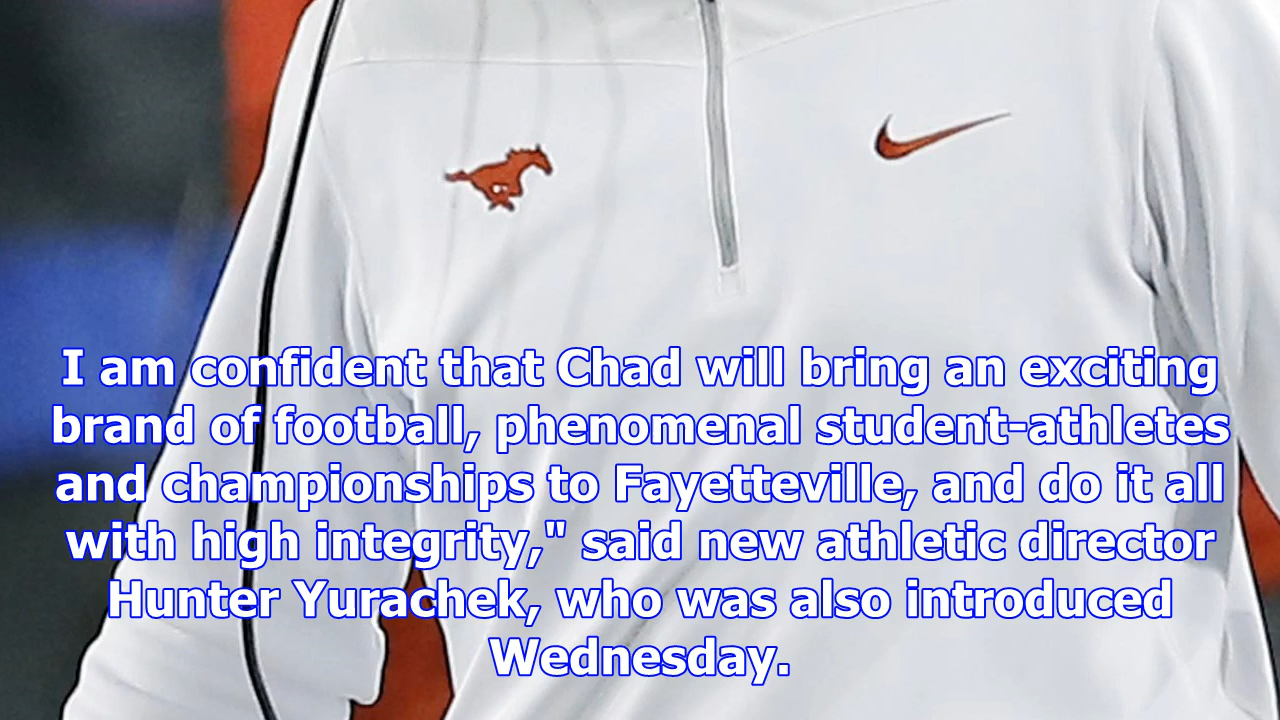 I am confident that Chad will bring an exciting
brand of football, phenomenal student-athletes
and championships to Fayetteville, and do it all
with high integrity," said new athletic director
Hunter Yurachek, who was also introduced
Wednesday.